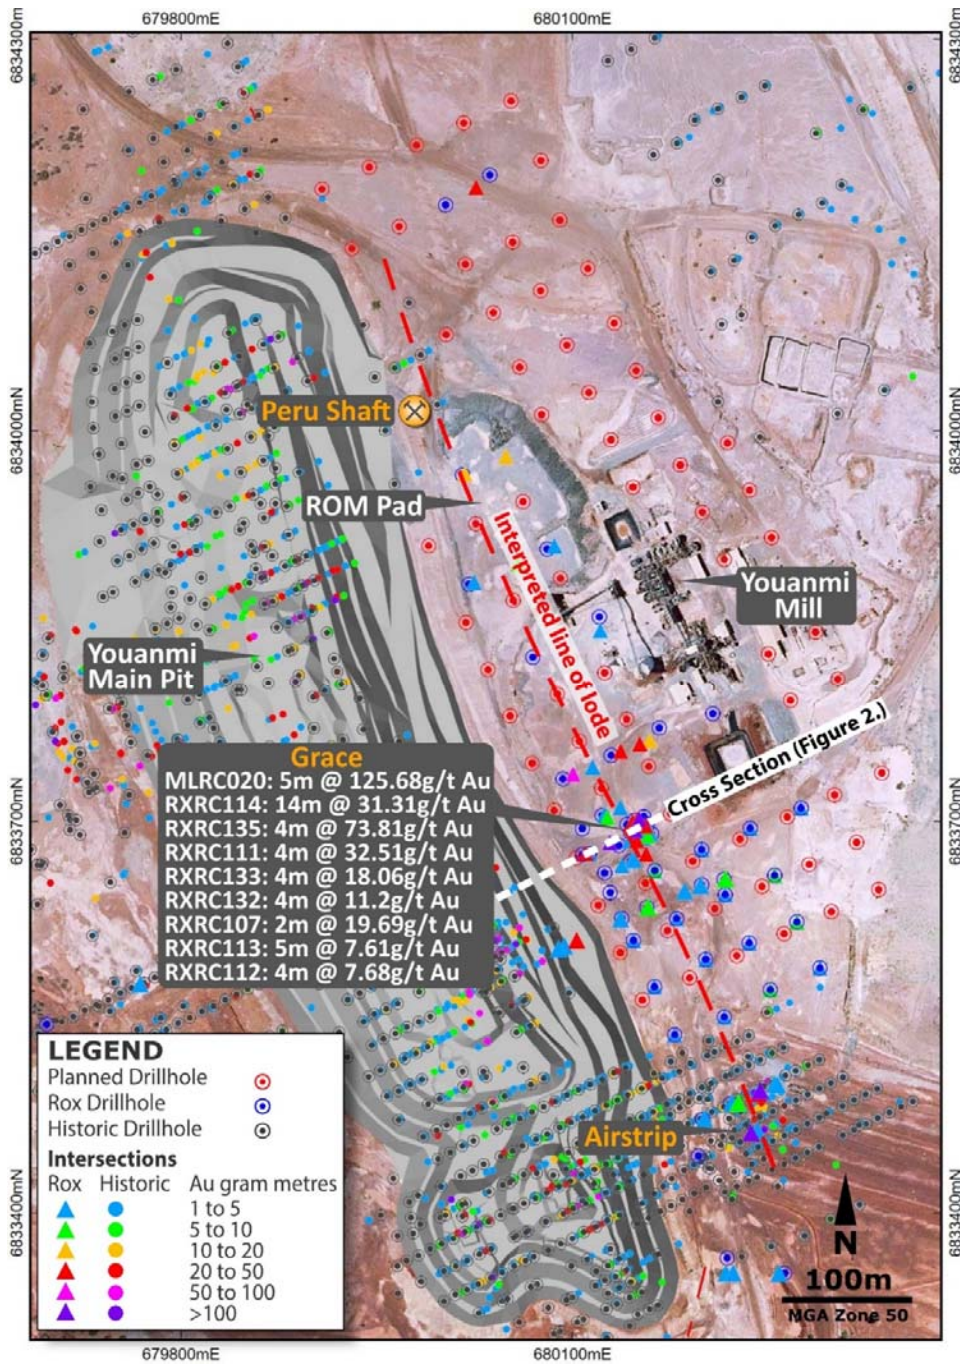 679800mE
680100mE
6834300mN
6834300mN
Peru Shaft
6834000mN
6834000mN
ROM Pad
Interpreted line of lode
Youanmi
Mill
Youanmi
Main Pit
Cross Section (Figure 2.)
Grace
MLRC020: 5m @ 125.68g/t Au
RXRC114: 14m @ 31.31g/t Au
RXRC135: 4m @ 73.81g/t Au
RXRC111: 4m @ 32.51g/t Au
RXRC133: 4m @ 18.06g/t Au
RXRC132: 4m @ 11.2g/t Au
RXRC107: 2m @ 19.69g/t Au
RXRC113: 5m @ 7.61g/t Au
RXRC112: 4m @ 7.68g/t Au
6833700mN
6833700mN
LEGEND
Planned Drillhole
Rox Drillhole
Historic Drillhole
Intersections
Rox Historic Au gram metres
1 to 5
5 to 10
10 to 20
20 to 50
50 to 100
>100
Airstrip
6833400mN
6833400mN
N
100m
MGA Zone 50
679800mE
680100mE